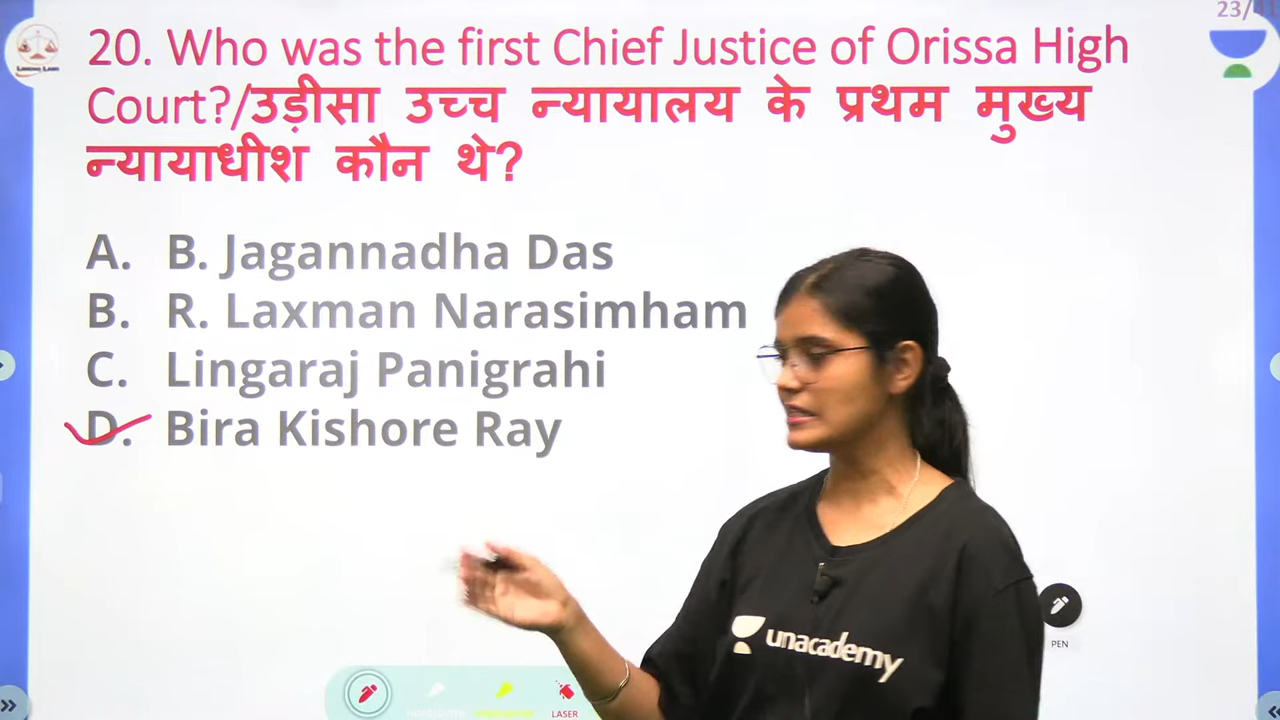 23/
20. Who was the first Chief Justice of Orissa High
Court?/उड़ीसा उच्च न्यायालय के प्रथम मुख्य
न्यायाधीश कौन थे?
A. B. Jagannadha Das
B. R. Laxman Narasimham
C. Lingaraj Panigrahi
D. Bira Kishore Ray
unacademy
PEN
LASER